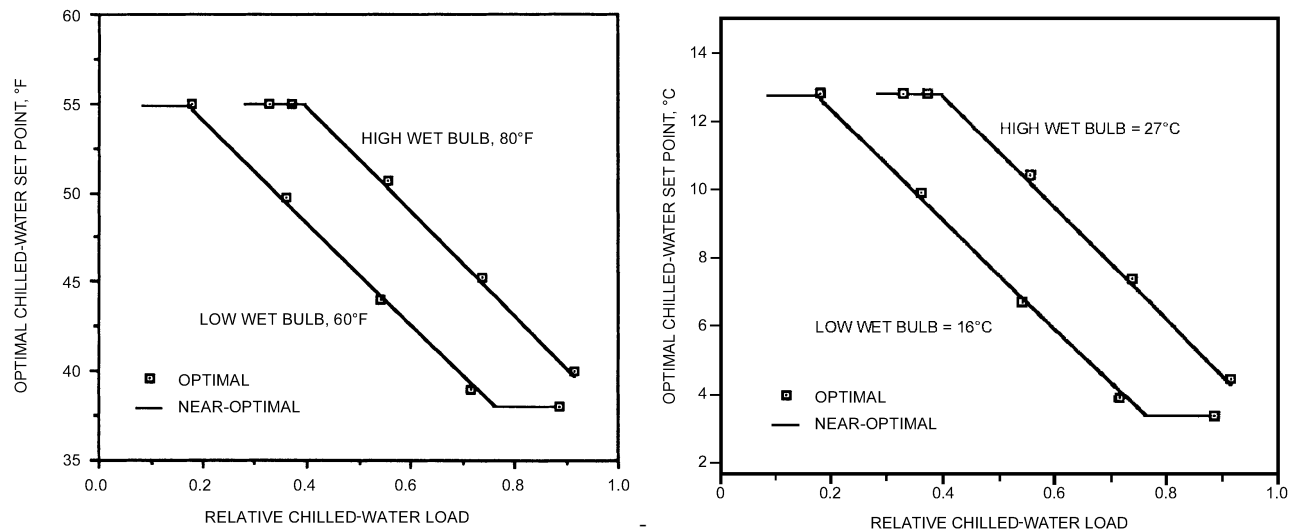 60
55
50
45
40
35
OPTIMAL CHILLED-WATER SET POINT, °F
HIGH WET BULB, 80°F
LOW WET BULB, 60°F
OPTIMAL
NEAR-OPTIMAL
0.0 0.2 0.4 0.6 0.8 1.0
RELATIVE CHILLED-WATER LOAD
14
12
10
8
6
4
2
OPTIMAL CHILLED-WATER SET POINT, °C
HIGH WET BULB = 27°C
LOW WET BULB = 16°C
OPTIMAL
NEAR-OPTIMAL
0 0.2 0.4 0.6 0.8 1.0
RELATIVE CHILLED-WATER LOAD